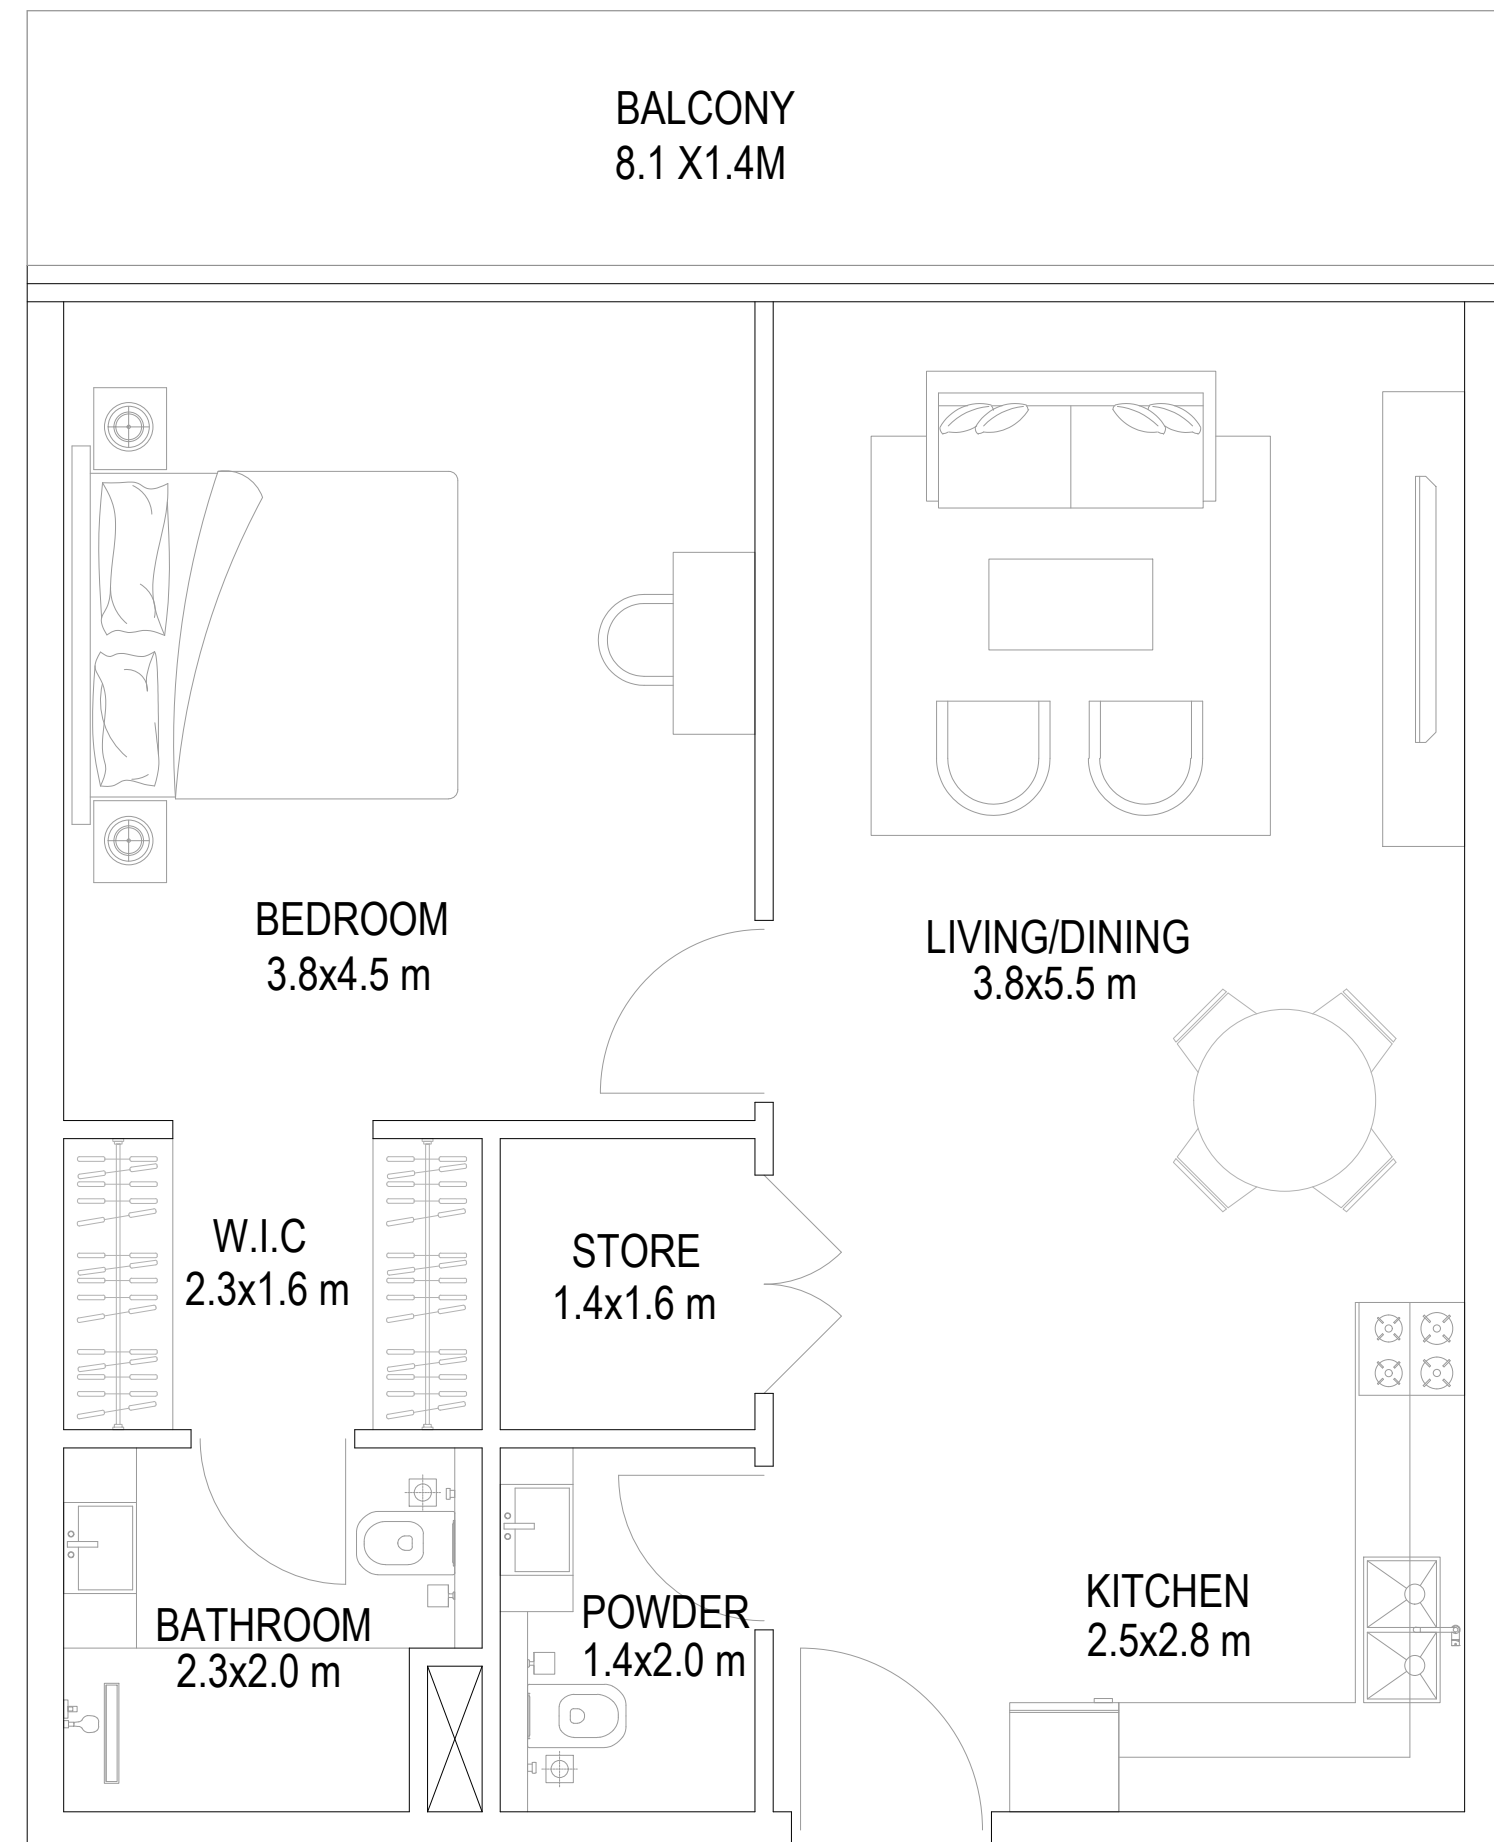 BALCONY
8.1 X1.4M
BEDROOM
3.8x4.5 m
LIVING/DINING
3.8x5.5 m
W.I.C
2.3x1.6 m
STORE
1.4x1.6 m
BATHROOM
2.3x2.0 m
POWDER
1.4x2.0 m
KITCHEN
2.5x2.8 m